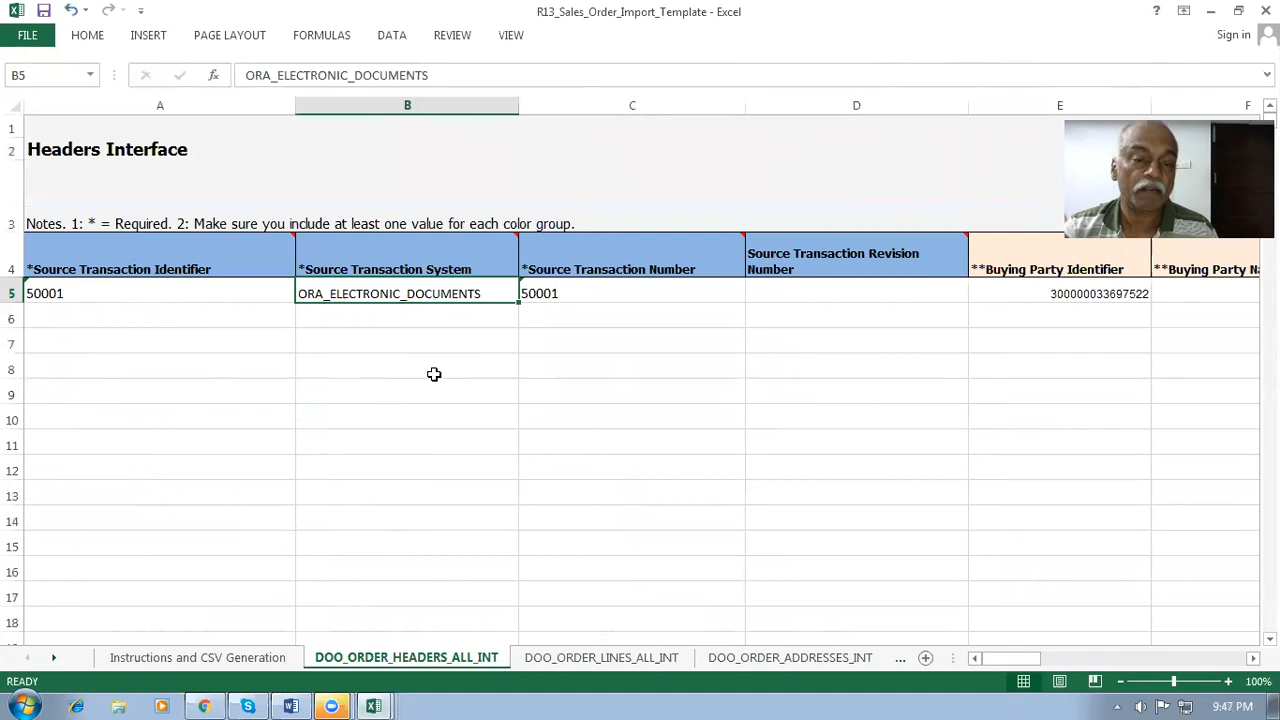 R13_Sales_Order_Import_Template - Excel
FILE HOME INSERT PAGE LAYOUT FORMULAS DATA REVIEW VIEW Sign in
B5 fx ORA_ELECTRONIC_DOCUMENTS
A B C D E F
1
2 Headers Interface
3 Notes. 1: * = Required. 2: Make sure you include at least one value for each color group.
Source Transaction Revision
4 *Source Transaction Identifier *Source Transaction System *Source Transaction Number Number **Buying Party Identifier **Buying Party Na
5 50001 ORA_ELECTRONIC_DOCUMENTS 50001 300000033697522
6
7
8
9
10
11
12
13
14
15
16
17
18
Instructions and CSV Generation DOO_ORDER_HEADERS_ALL_INT DOO_ORDER_LINES_ALL_INT DOO_ORDER_ADDRESSES_INT ...
READY 100%
9:47 PM